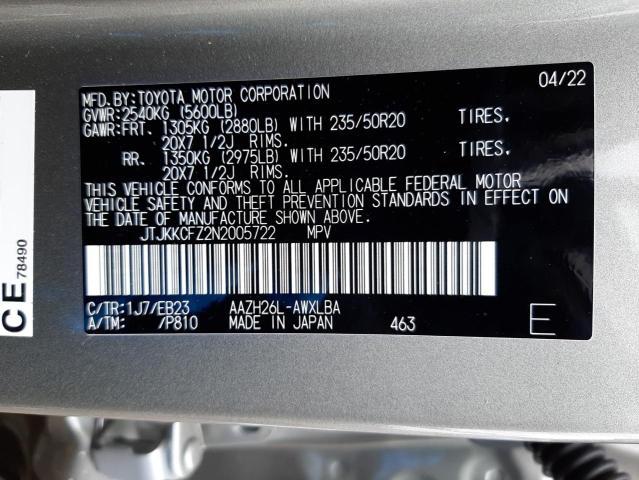 04/22
MFD.BY:TOYOTA MOTOR CORPORATION
GVWR:2540KG (5600LB)
GAWR:FRT. 1305KG (2880LB) WITH 235/50R20 TIRES.
20X7 1/2J RIMS.
RR. 1350KG (2975LB) WITH 235/50R20 TIRES.
20X7 1/2J RIMS.
THIS VEHICLE CONFORMS TO ALL APPLICABLE FEDERAL MOTOR
VEHICLE SAFETY AND THEFT PREVENTION STANDARDS IN EFFECT ON
THE DATE OF MANUFACTURE SHOWN ABOVE.
JTJKKCFZ2N2005722 MPV
C/TR:1J7/EB23 AAZH26L-AWXLBA
A/TM: /P810 MADE IN JAPAN 463
E
CE 78490